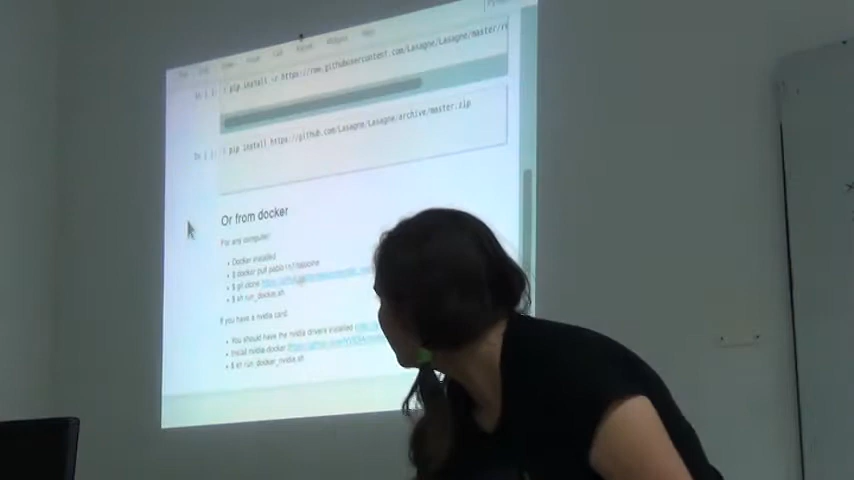 In [ ]: ! pip install -r https://raw.githubusercontent.com/Lasagne/Lasagne/master/re
In [ ]: ! pip install https://github.com/Lasagne/Lasagne/archive/master.zip
Or from docker
For any computer:
• Docker installed
• $ docker pull
• $ git clone
• $ sh run_docker.sh
If you have a nvidia card:
• You should have the nvidia drivers installed
• Install nvidia-docker
• $ sh run_docker_nvidia.sh